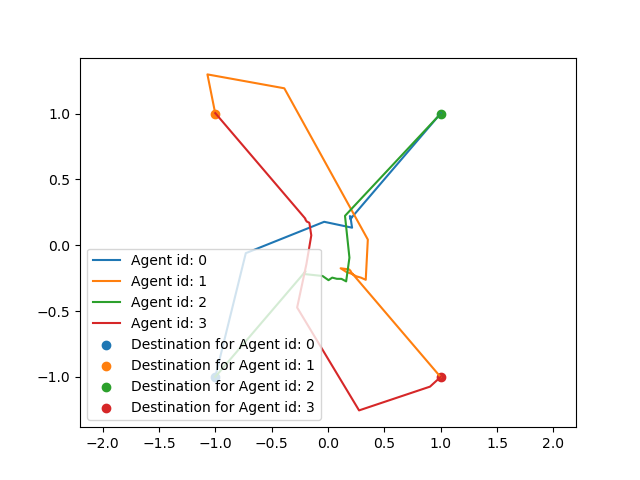 1.0
0.5
0.0
−0.5
−1.0
Agent id: 0
Agent id: 1
Agent id: 2
Agent id: 3
Destination for Agent id: 0
Destination for Agent id: 1
Destination for Agent id: 2
Destination for Agent id: 3
−2.0 −1.5 −1.0 −0.5 0.0 0.5 1.0 1.5 2.0